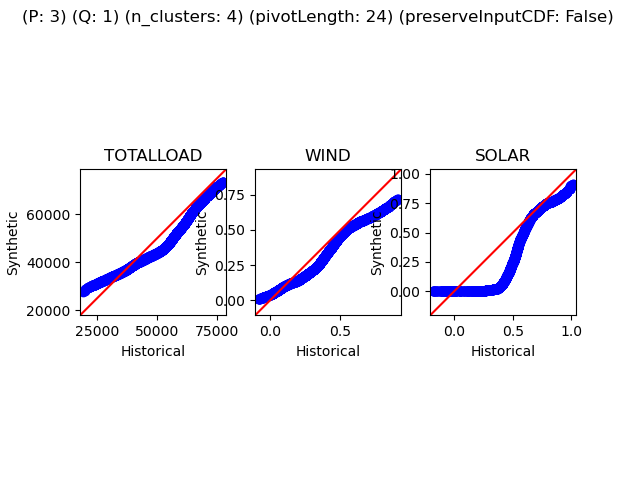 (P: 3) (Q: 1) (n_clusters: 4) (pivotLength: 24) (preserveInputCDF: False)
TOTALLOAD
WIND
SOLAR
Synthetic
60000
40000
20000
25000 50000 75000
Historical
Synthetic
0.75
0.50
0.25
0.00
0.0 0.5
Historical
Synthetic
1.00
0.75
0.50
0.25
0.00
0.0 0.5 1.0
Historical